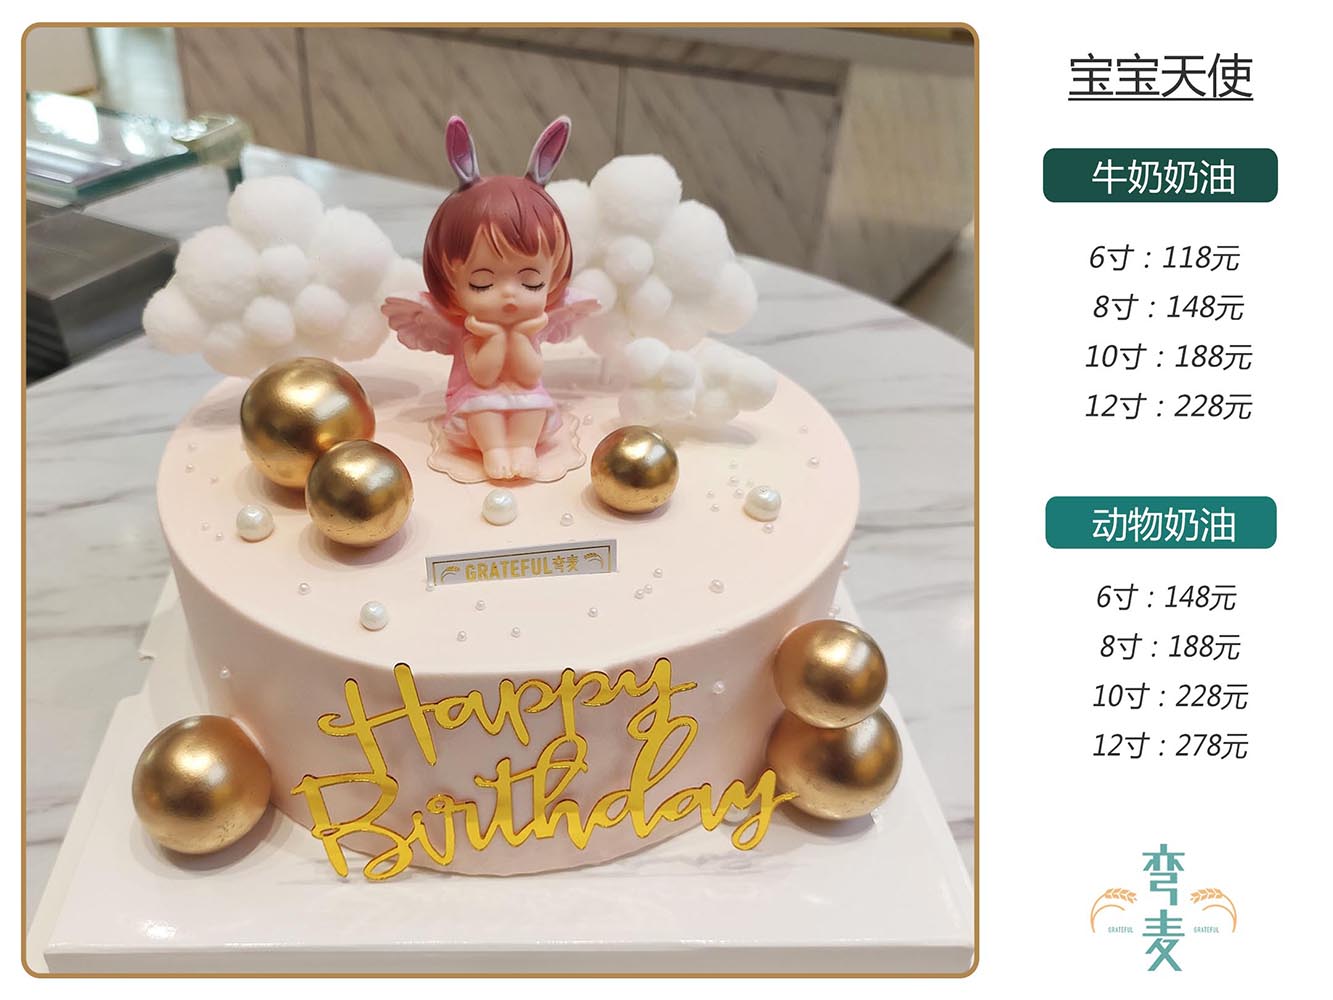 GRATEFUL弯麦
Happy
Birthday
宝宝天使
牛奶奶油
6寸：118元
8寸：148元
10寸：188元
12寸：228元
动物奶油
6寸：148元
8寸：188元
10寸：228元
12寸：278元
弯
GRATEFUL GRATEFUL
麦